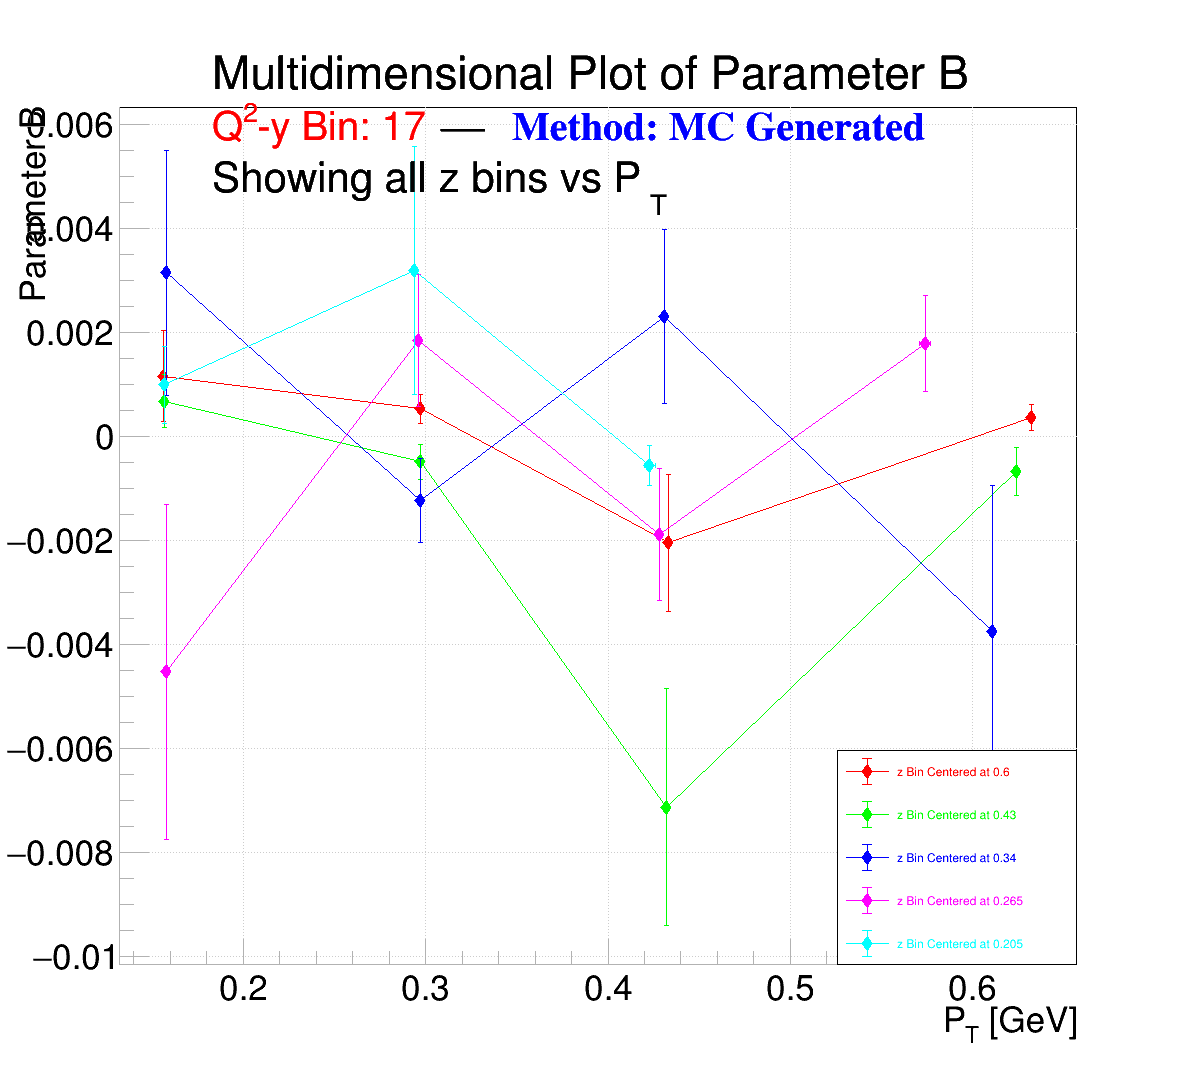 Multidimensional Plot of Parameter B
Q²-y Bin: 17 — Method: MC Generated
Showing all z bins vs P_T
Parameter B
0.006
0.004
0.002
0
−0.002
−0.004
−0.006
−0.008
−0.01
z Bin Centered at 0.6
z Bin Centered at 0.43
z Bin Centered at 0.34
z Bin Centered at 0.265
z Bin Centered at 0.205
0.2 0.3 0.4 0.5 0.6
P_T [GeV]